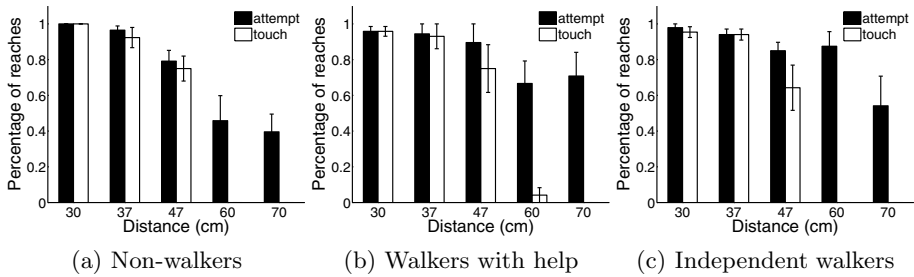 Percentage of reaches
1
0.8
0.6
0.4
0.2
0
attempt
touch
30 37 47 60 70
Distance (cm)
(a) Non-walkers
Percentage of reaches
1
0.8
0.6
0.4
0.2
0
attempt
touch
30 37 47 60 70
Distance (cm)
(b) Walkers with help
Percentage of reaches
1
0.8
0.6
0.4
0.2
0
attempt
touch
30 37 47 60 70
Distance (cm)
(c) Independent walkers